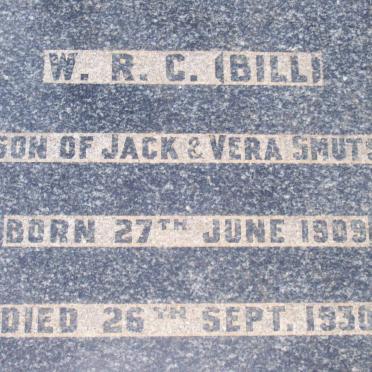 W. R. C. (BILL)
SON OF JACK & VERA SMUTS
BORN 27TH JUNE 1909
DIED 26TH SEPT. 1930